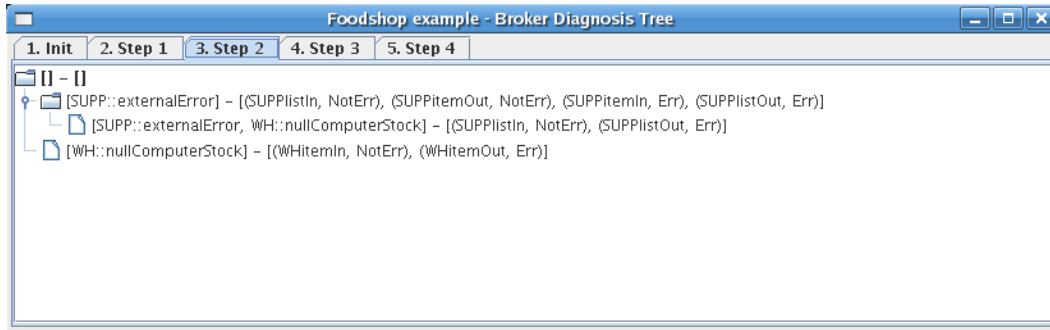 Foodshop example - Broker Diagnosis Tree
1. Init 2. Step 1 3. Step 2 4. Step 3 5. Step 4
[] – []
[SUPP::externalError] – [(SUPPlistIn, NotErr), (SUPPitemOut, NotErr), (SUPPitemIn, Err), (SUPPlistOut, Err)]
[SUPP::externalError, WH::nullComputerStock] – [(SUPPlistIn, NotErr), (SUPPlistOut, Err)]
[WH::nullComputerStock] – [(WHitemIn, NotErr), (WHitemOut, Err)]